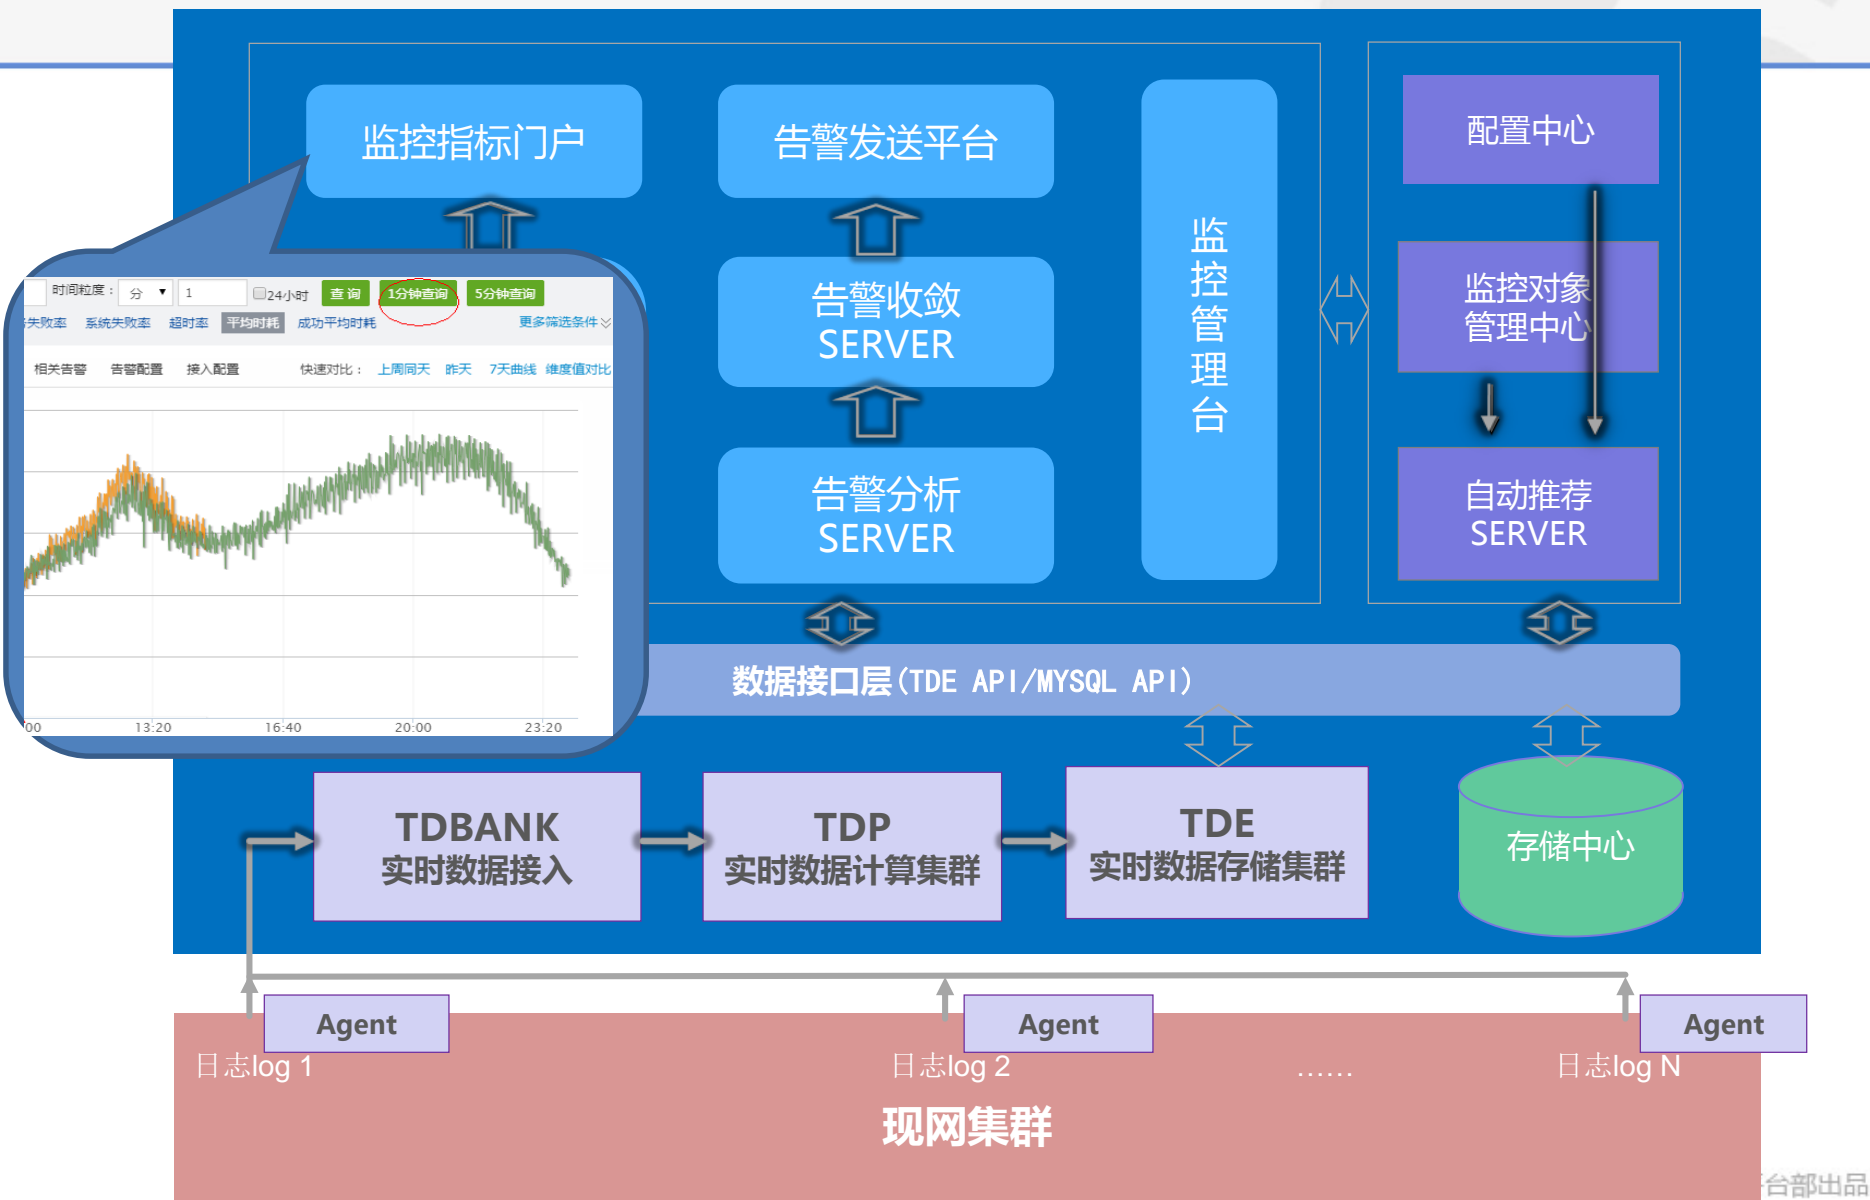 监控指标门户
告警发送平台
配置中心
监控管理台
告警收敛
SERVER
监控对象
管理中心
告警分析
SERVER
自动推荐
SERVER
时间粒度：
分
1
24小时
查 询
1分钟查询
5分钟查询
失败率
系统失败率
超时率
平均时耗
成功平均时耗
更多筛选条件
相关告警
告警配置
接入配置
快速对比：
上周同天
昨天
7天曲线
维度值对比
:00
13:20
16:40
20:00
23:20
数据接口层(TDE API/MYSQL API)
TDBANK
实时数据接入
TDP
实时数据计算集群
TDE
实时数据存储集群
存储中心
Agent
Agent
Agent
日志log 1
日志log 2
……
日志log N
现网集群
台部出品